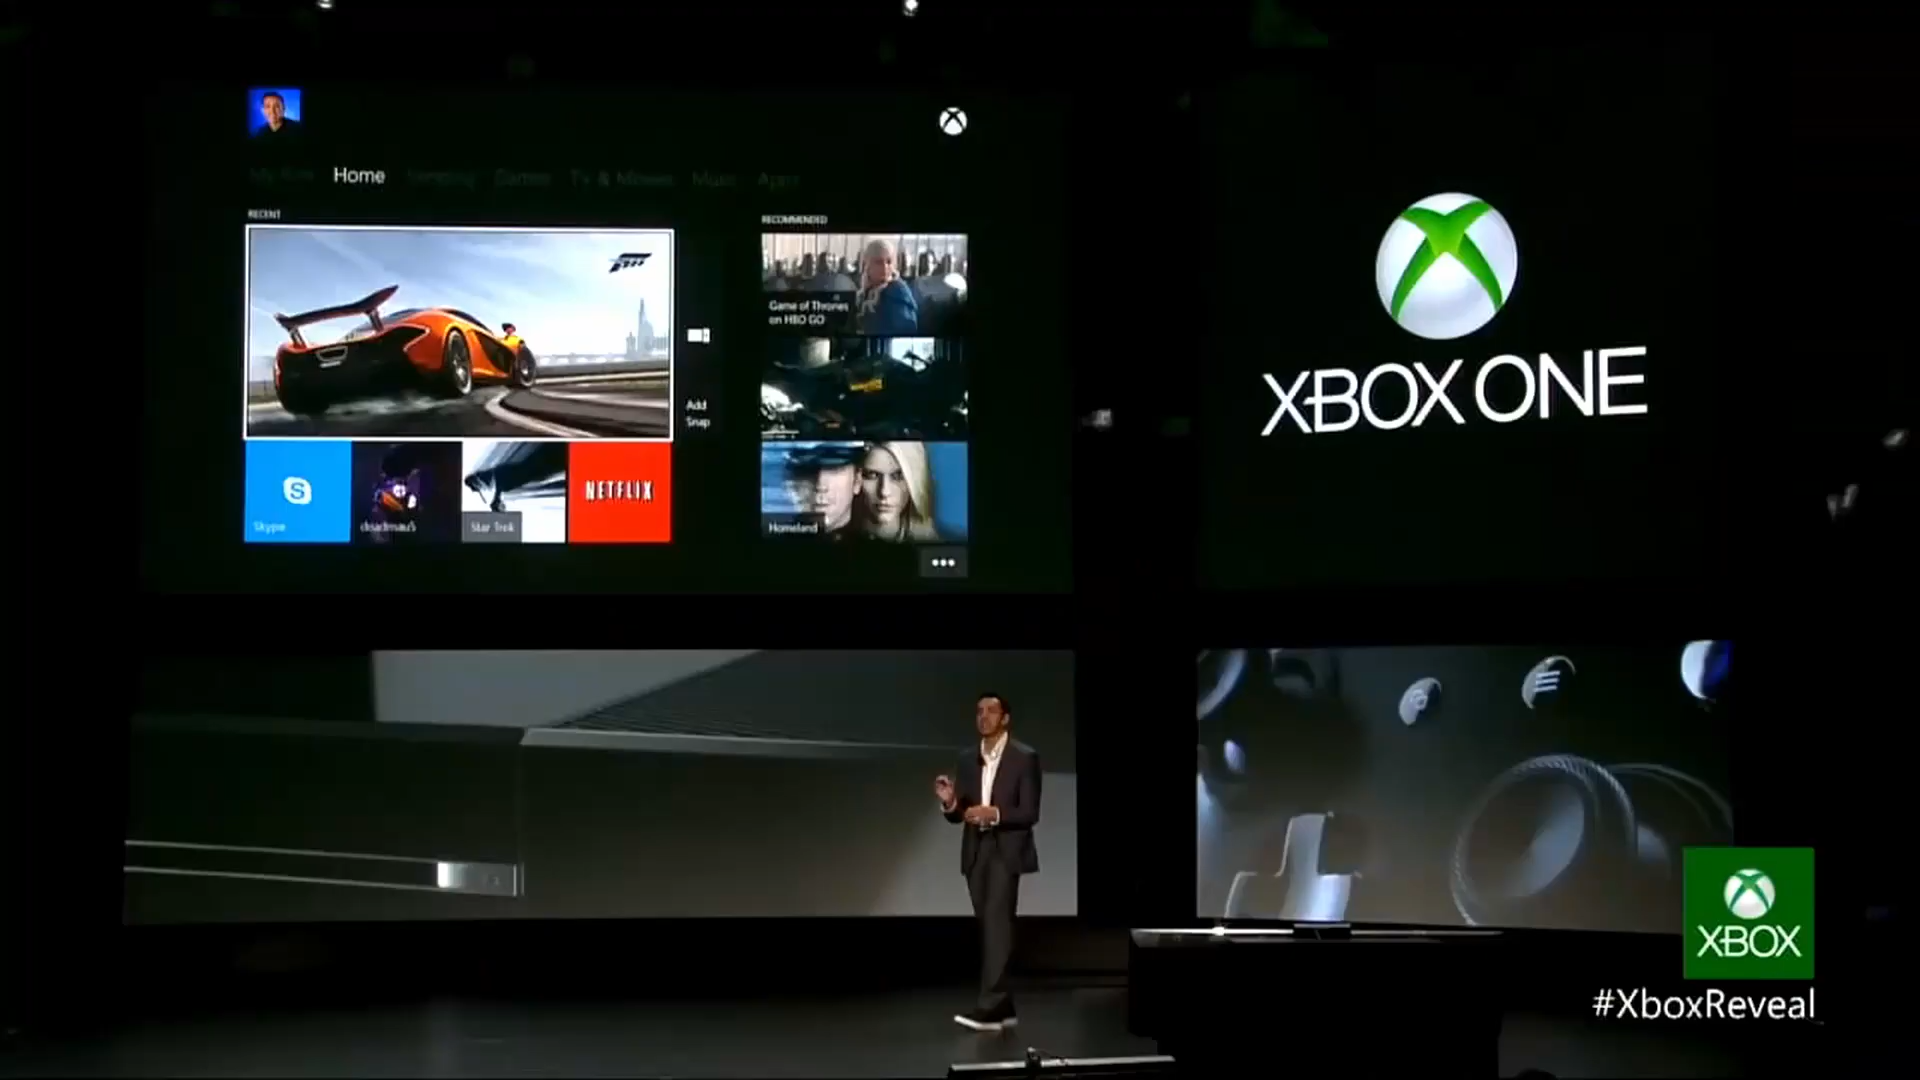 Home
RECENT
RECOMMENDED
Game of Thrones
on HBO GO
Add
Snap
Skype
deadmau5
Star Trek
NETFLIX
Homeland
XBOX ONE
XBOX
#XboxReveal